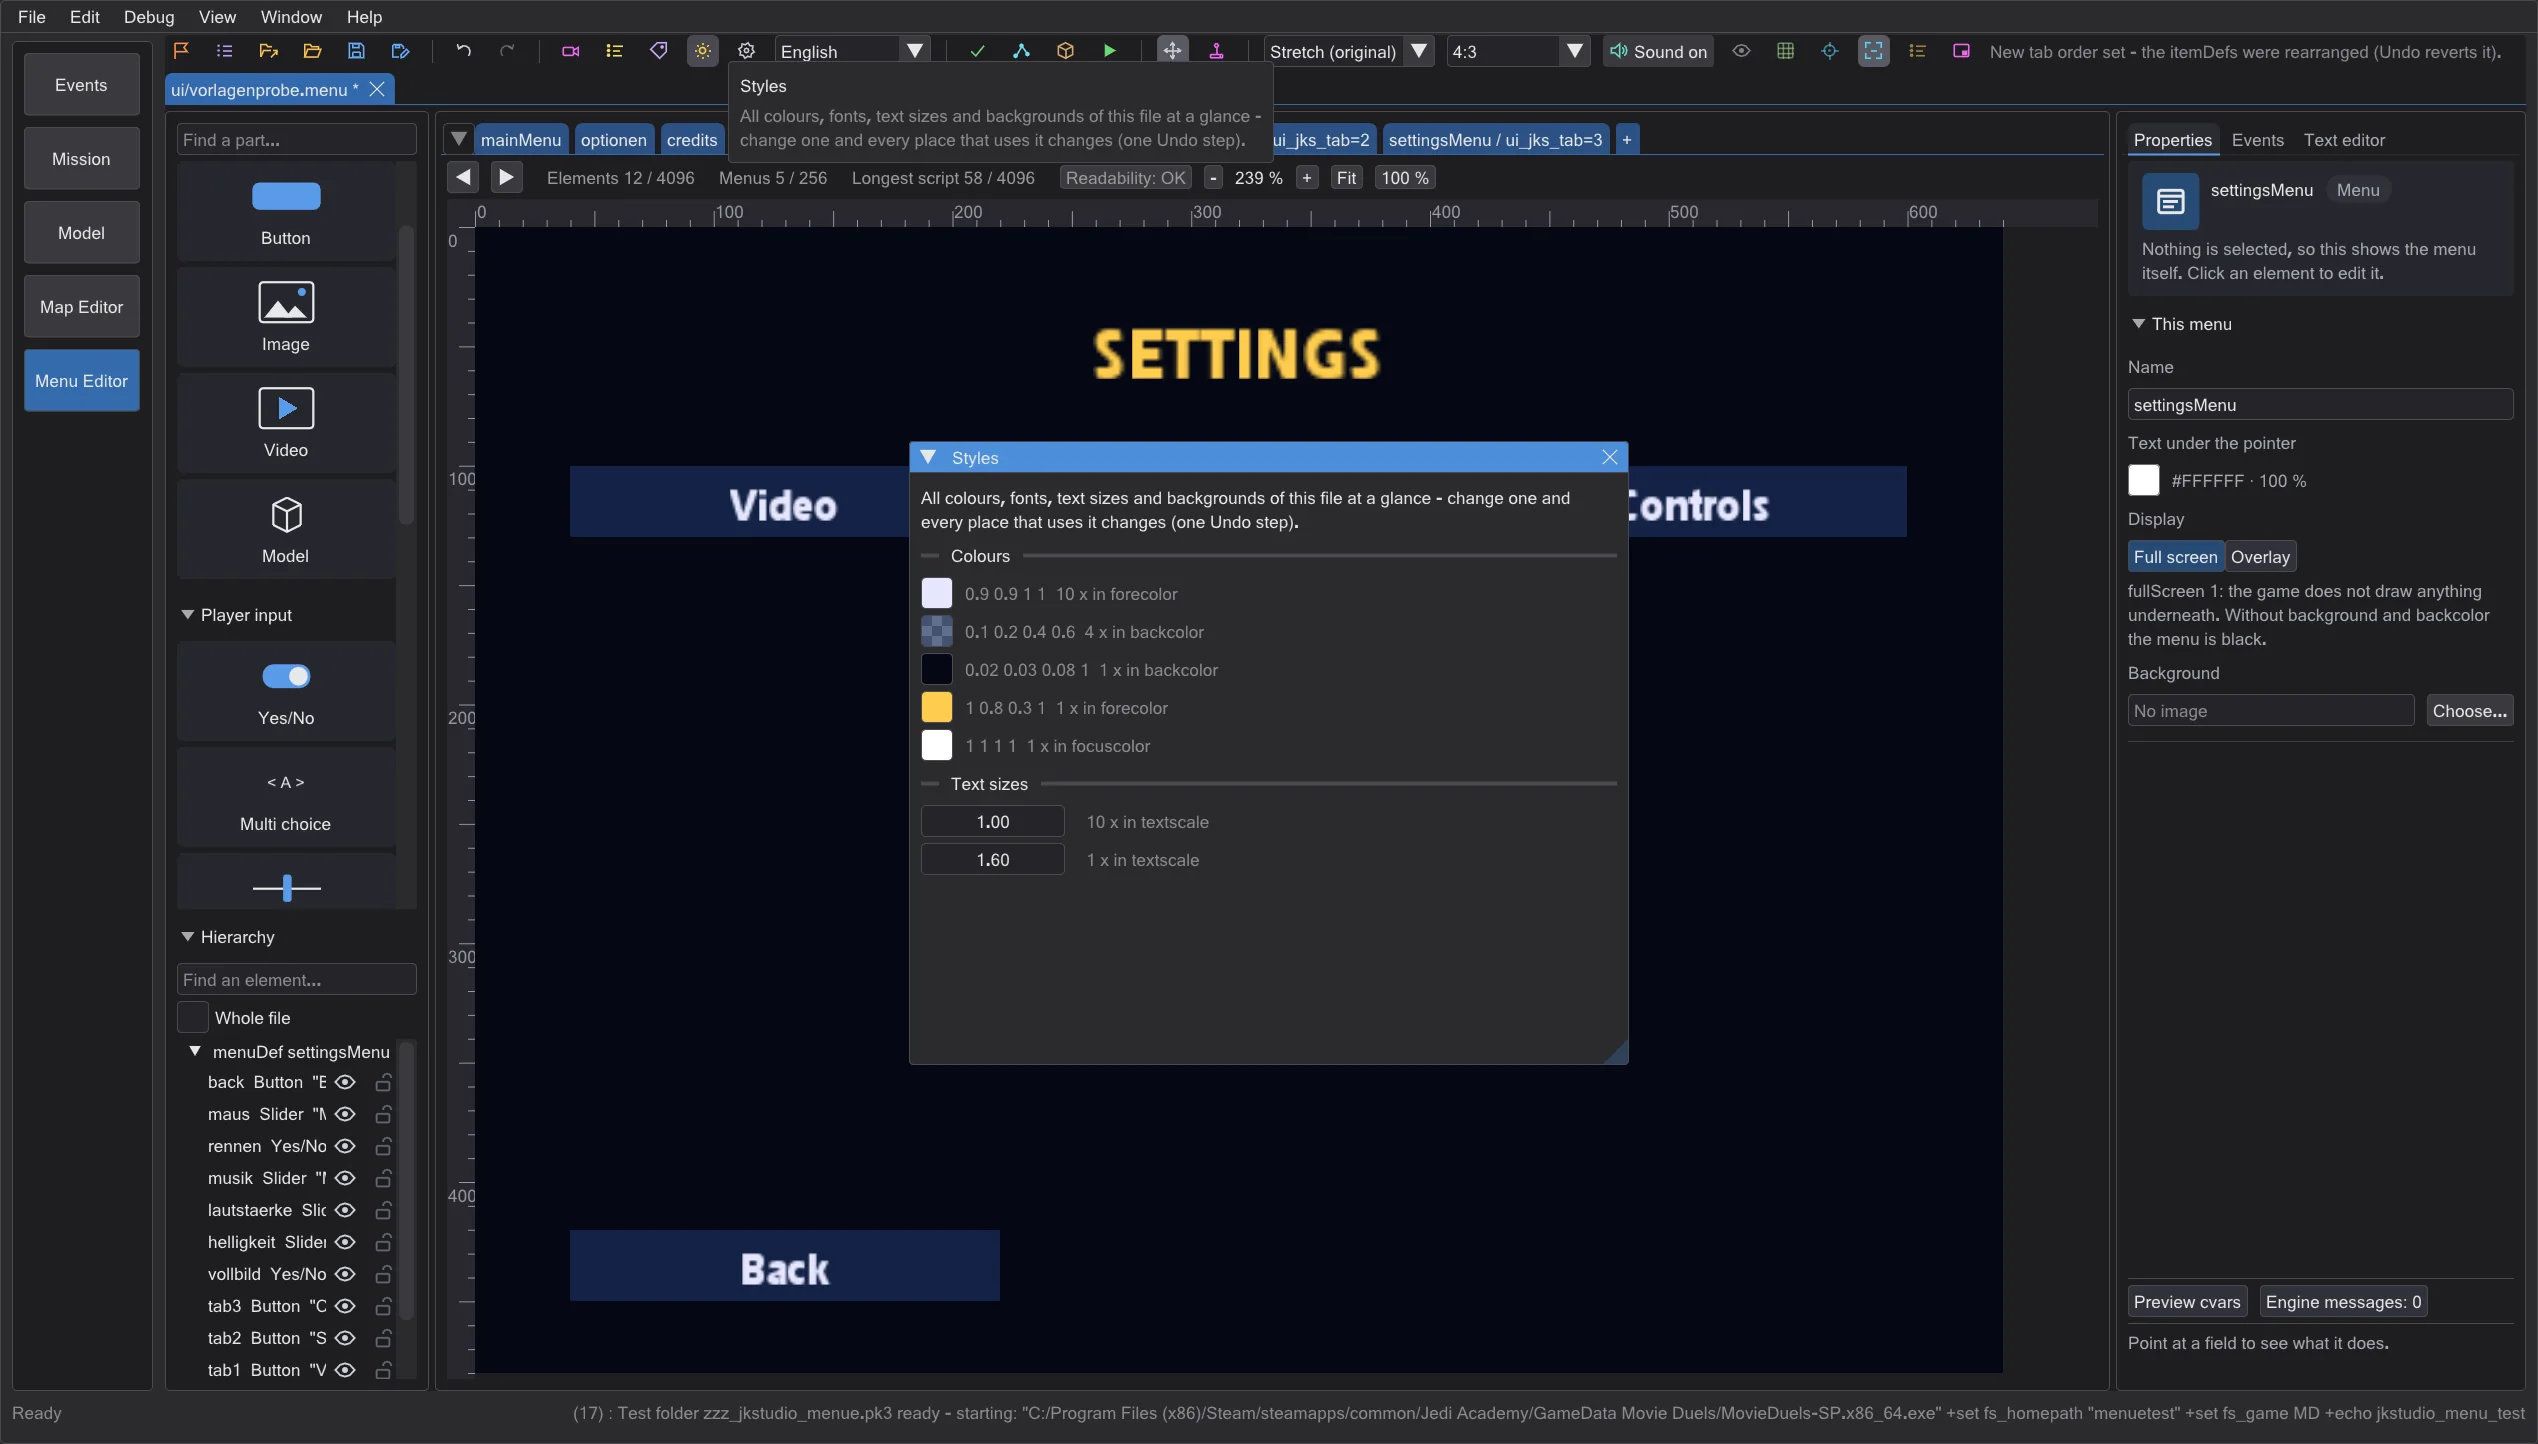 File Edit Debug View Window Help
English
Stretch (original)
4:3
Sound on
New tab order set - the itemDefs were rearranged (Undo reverts it).
Events
Mission
Model
Map Editor
Menu Editor
ui/vorlagenprobe.menu *
Styles
All colours, fonts, text sizes and backgrounds of this file at a glance -
change one and every place that uses it changes (one Undo step).
Find a part...
Button
Image
Video
Model
Player input
Yes/No
< A >
Multi choice
Hierarchy
Find an element...
Whole file
menuDef settingsMenu
back Button "B
maus Slider "M
rennen Yes/No
musik Slider "M
lautstaerke Slid
helligkeit Slider
vollbild Yes/No
tab3 Button "C
tab2 Button "S
tab1 Button "V
mainMenu optionen credits ui_jks_tab=2 settingsMenu / ui_jks_tab=3 +
Elements 12 / 4096 Menus 5 / 256 Longest script 58 / 4096 Readability: OK - 239 % + Fit 100 %
0 100 200 300 400 500 600
0
100
200
300
400
SETTINGS
Video
Controls
Back
Styles
All colours, fonts, text sizes and backgrounds of this file at a glance - change one and
every place that uses it changes (one Undo step).
Colours
0.9 0.9 1 1 10 x in forecolor
0.1 0.2 0.4 0.6 4 x in backcolor
0.02 0.03 0.08 1 1 x in backcolor
1 0.8 0.3 1 1 x in forecolor
1 1 1 1 1 x in focuscolor
Text sizes
1.00 10 x in textscale
1.60 1 x in textscale
Properties Events Text editor
settingsMenu Menu
Nothing is selected, so this shows the menu
itself. Click an element to edit it.
This menu
Name
settingsMenu
Text under the pointer
#FFFFFF · 100 %
Display
Full screen Overlay
fullScreen 1: the game does not draw anything
underneath. Without background and backcolor
the menu is black.
Background
No image Choose...
Preview cvars Engine messages: 0
Point at a field to see what it does.
Ready
(17) : Test folder zzz_jkstudio_menue.pk3 ready - starting: "C:/Program Files (x86)/Steam/steamapps/common/Jedi Academy/GameData Movie Duels/MovieDuels-SP.x86_64.exe" +set fs_homepath "menuetest" +set fs_game MD +echo jkstudio_menu_test